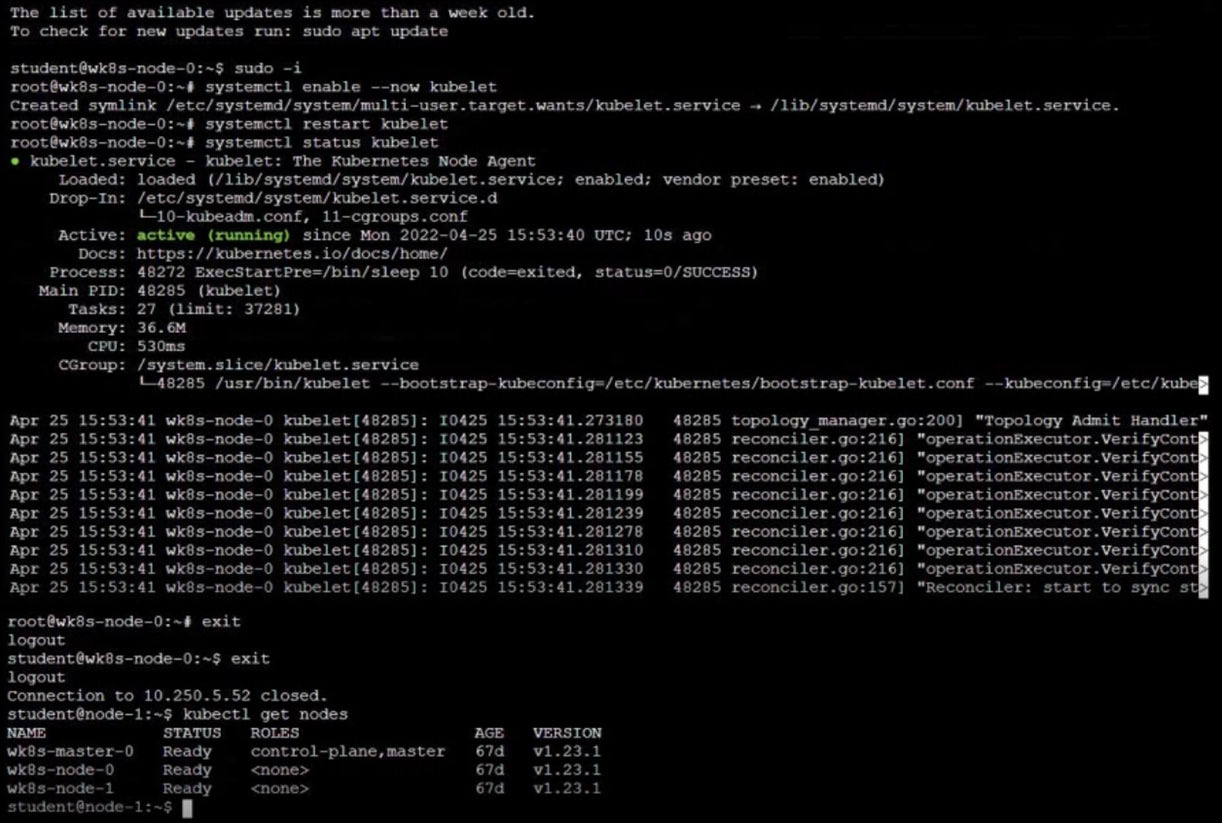 The list of available updates is more than a week old.
To check for new updates run: sudo apt update
student@wk8s-node-0:~$ sudo -i
root@wk8s-node-0:~# systemctl enable --now kubelet
Created symlink /etc/systemd/system/multi-user.target.wants/kubelet.service → /lib/systemd/system/kubelet.service.
root@wk8s-node-0:~# systemctl restart kubelet
root@wk8s-node-0:~# systemctl status kubelet
● kubelet.service - kubelet: The Kubernetes Node Agent
Loaded: loaded (/lib/systemd/system/kubelet.service; enabled; vendor preset: enabled)
Drop-In: /etc/systemd/system/kubelet.service.d
└─10-kubeadm.conf, 11-cgroups.conf
Active: active (running) since Mon 2022-04-25 15:53:40 UTC; 10s ago
Docs: https://kubernetes.io/docs/home/
Process: 48272 ExecStartPre=/bin/sleep 10 (code=exited, status=0/SUCCESS)
Main PID: 48285 (kubelet)
Tasks: 27 (limit: 37281)
Memory: 36.6M
CPU: 530ms
CGroup: /system.slice/kubelet.service
└─48285 /usr/bin/kubelet --bootstrap-kubeconfig=/etc/kubernetes/bootstrap-kubelet.conf --kubeconfig=/etc/kube>
Apr 25 15:53:41 wk8s-node-0 kubelet[48285]: I0425 15:53:41.273180 48285 topology_manager.go:200] "Topology Admit Handler"
Apr 25 15:53:41 wk8s-node-0 kubelet[48285]: I0425 15:53:41.281123 48285 reconciler.go:216] "operationExecutor.VerifyCont>
Apr 25 15:53:41 wk8s-node-0 kubelet[48285]: I0425 15:53:41.281155 48285 reconciler.go:216] "operationExecutor.VerifyCont>
Apr 25 15:53:41 wk8s-node-0 kubelet[48285]: I0425 15:53:41.281178 48285 reconciler.go:216] "operationExecutor.VerifyCont>
Apr 25 15:53:41 wk8s-node-0 kubelet[48285]: I0425 15:53:41.281199 48285 reconciler.go:216] "operationExecutor.VerifyCont>
Apr 25 15:53:41 wk8s-node-0 kubelet[48285]: I0425 15:53:41.281239 48285 reconciler.go:216] "operationExecutor.VerifyCont>
Apr 25 15:53:41 wk8s-node-0 kubelet[48285]: I0425 15:53:41.281278 48285 reconciler.go:216] "operationExecutor.VerifyCont>
Apr 25 15:53:41 wk8s-node-0 kubelet[48285]: I0425 15:53:41.281310 48285 reconciler.go:216] "operationExecutor.VerifyCont>
Apr 25 15:53:41 wk8s-node-0 kubelet[48285]: I0425 15:53:41.281330 48285 reconciler.go:216] "operationExecutor.VerifyCont>
Apr 25 15:53:41 wk8s-node-0 kubelet[48285]: I0425 15:53:41.281339 48285 reconciler.go:157] "Reconciler: start to sync st>
root@wk8s-node-0:~# exit
logout
student@wk8s-node-0:~$ exit
logout
Connection to 10.250.5.52 closed.
student@node-1:~$ kubectl get nodes
NAME STATUS ROLES AGE VERSION
wk8s-master-0 Ready control-plane,master 67d v1.23.1
wk8s-node-0 Ready <none> 67d v1.23.1
wk8s-node-1 Ready <none> 67d v1.23.1
student@node-1:~$